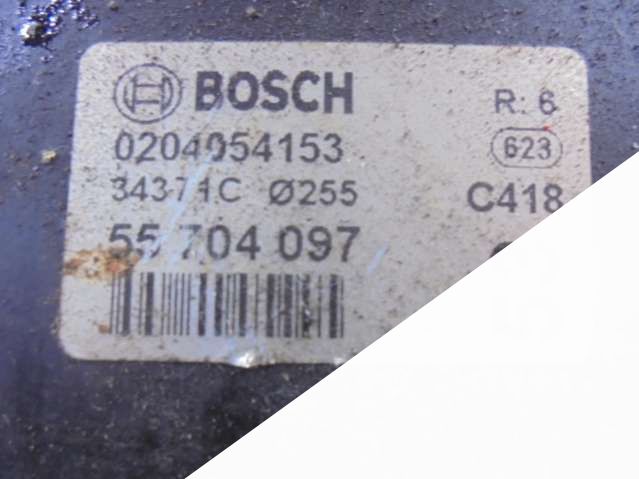 BOSCH R: 6
0204054153 623
34371C Ø255 C418
55 704 097